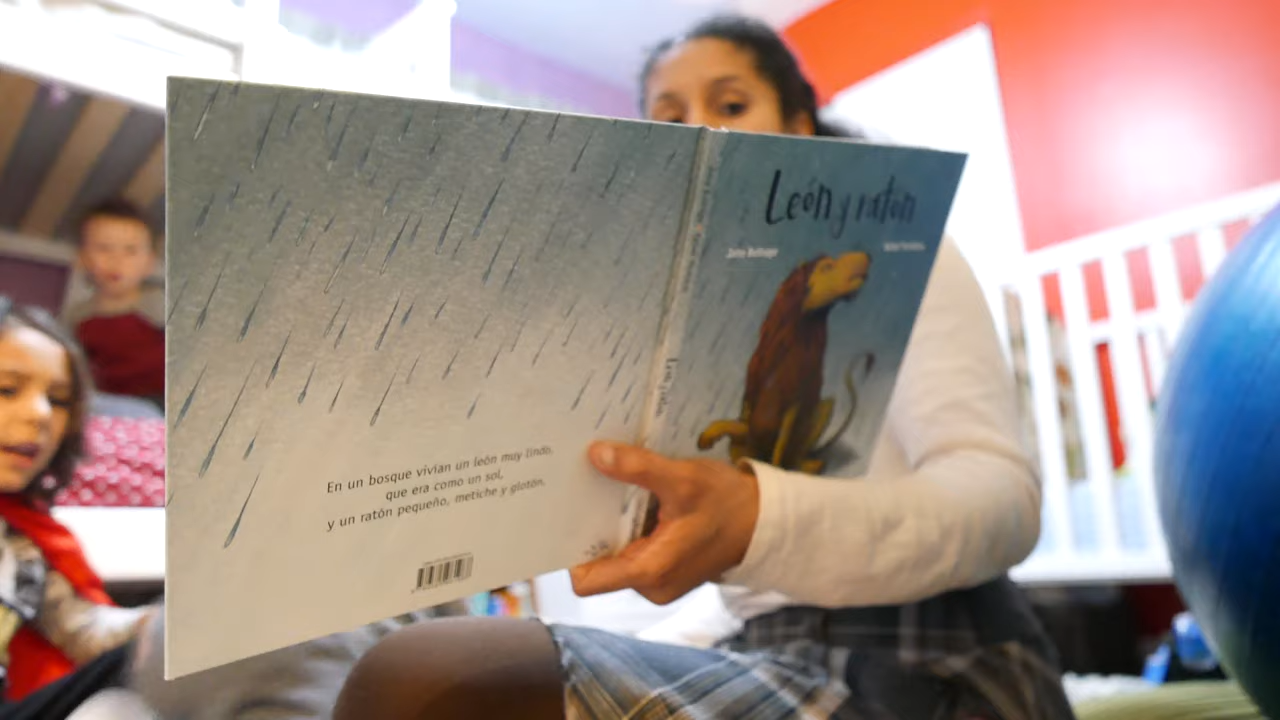 En un bosque vivían un león muy lindo,
que era como un sol,
y un ratón pequeño, metiche y glotón.
León y ratón